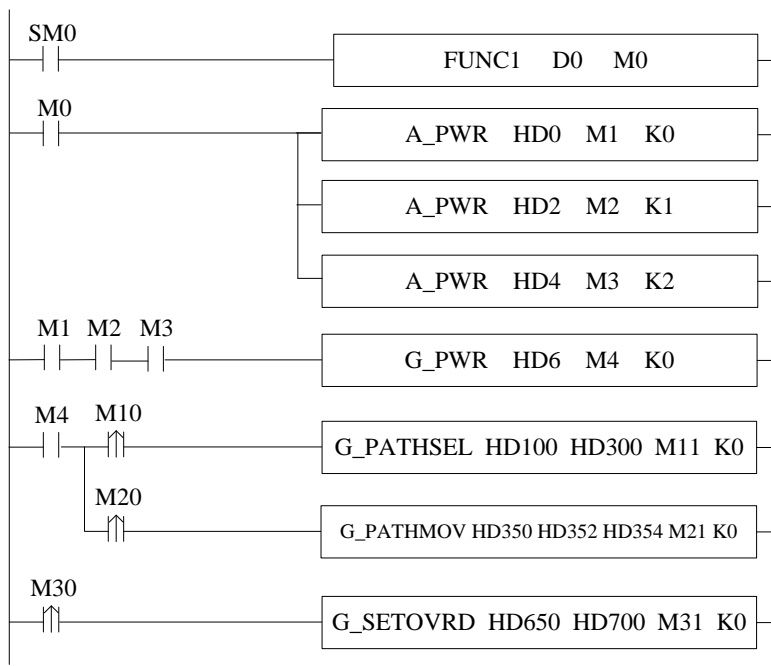 SM0
FUNC1 D0 M0
M0
A_PWR HD0 M1 K0
A_PWR HD2 M2 K1
A_PWR HD4 M3 K2
M1 M2 M3
G_PWR HD6 M4 K0
M4 M10
G_PATHSEL HD100 HD300 M11 K0
M20
G_PATHMOV HD350 HD352 HD354 M21 K0
M30
G_SETOVRD HD650 HD700 M31 K0